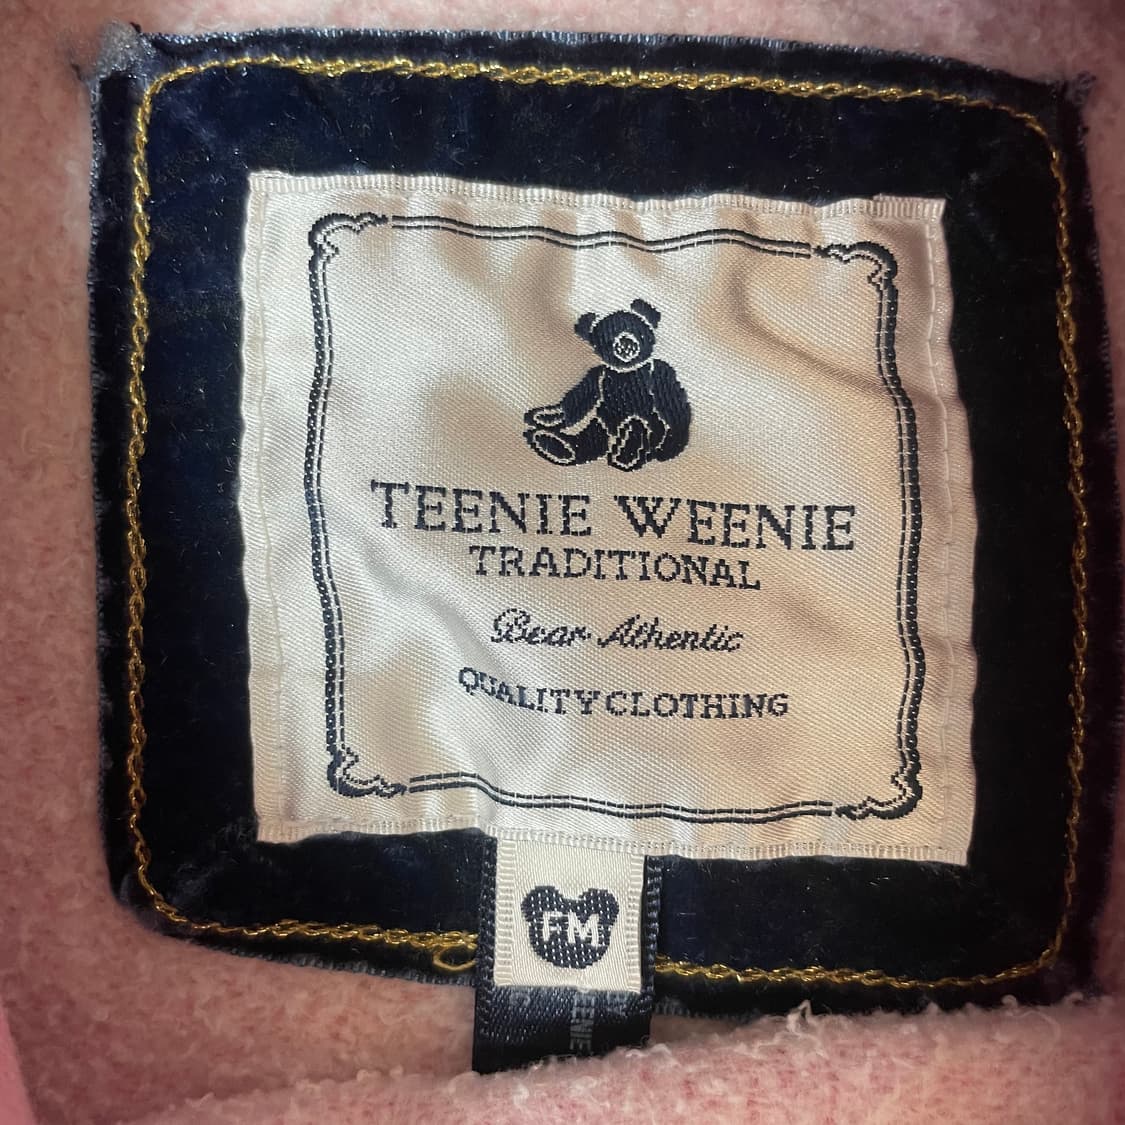 TEENIE WEENIE
TRADITIONAL
Bear Athentic
QUALITY CLOTHING
FM